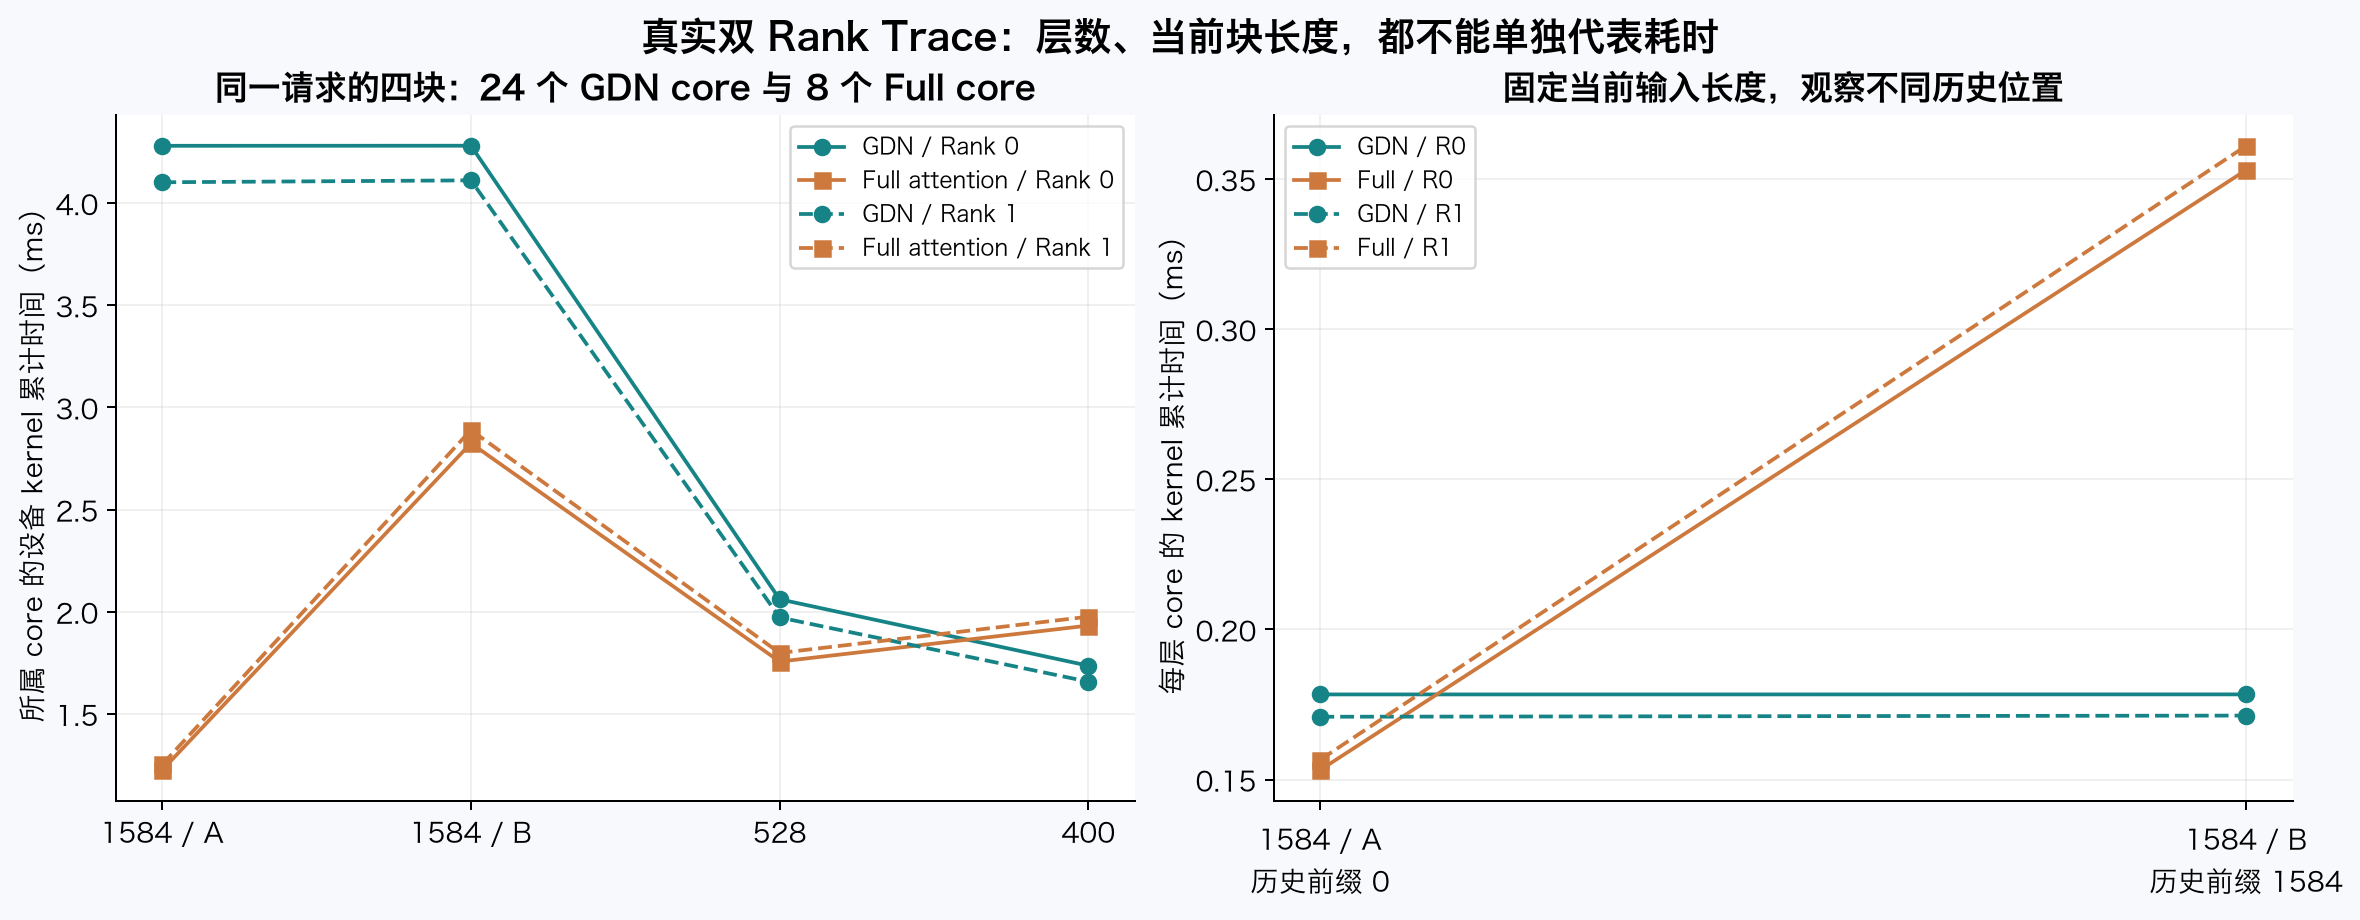 真实双 Rank Trace：层数、当前块长度，都不能单独代表耗时
同一请求的四块：24 个 GDN core 与 8 个 Full core
所属 core 的设备 kernel 累计时间（ms）
4.0
3.5
3.0
2.5
2.0
1.5
GDN / Rank 0
Full attention / Rank 0
GDN / Rank 1
Full attention / Rank 1
1584 / A
1584 / B
528
400
固定当前输入长度，观察不同历史位置
每层 core 的 kernel 累计时间（ms）
0.35
0.30
0.25
0.20
0.15
GDN / R0
Full / R0
GDN / R1
Full / R1
1584 / A
历史前缀 0
1584 / B
历史前缀 1584